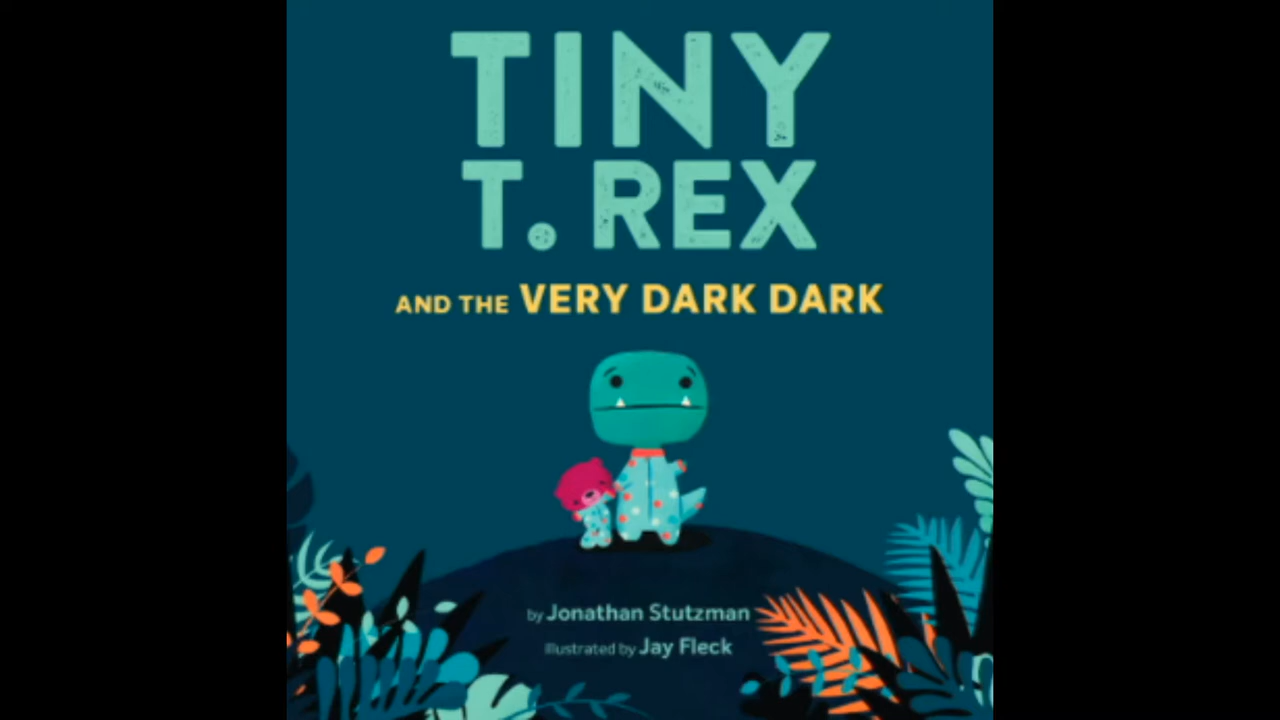 TINY
T. REX
AND THE VERY DARK DARK
by Jonathan Stutzman
illustrated by Jay Fleck